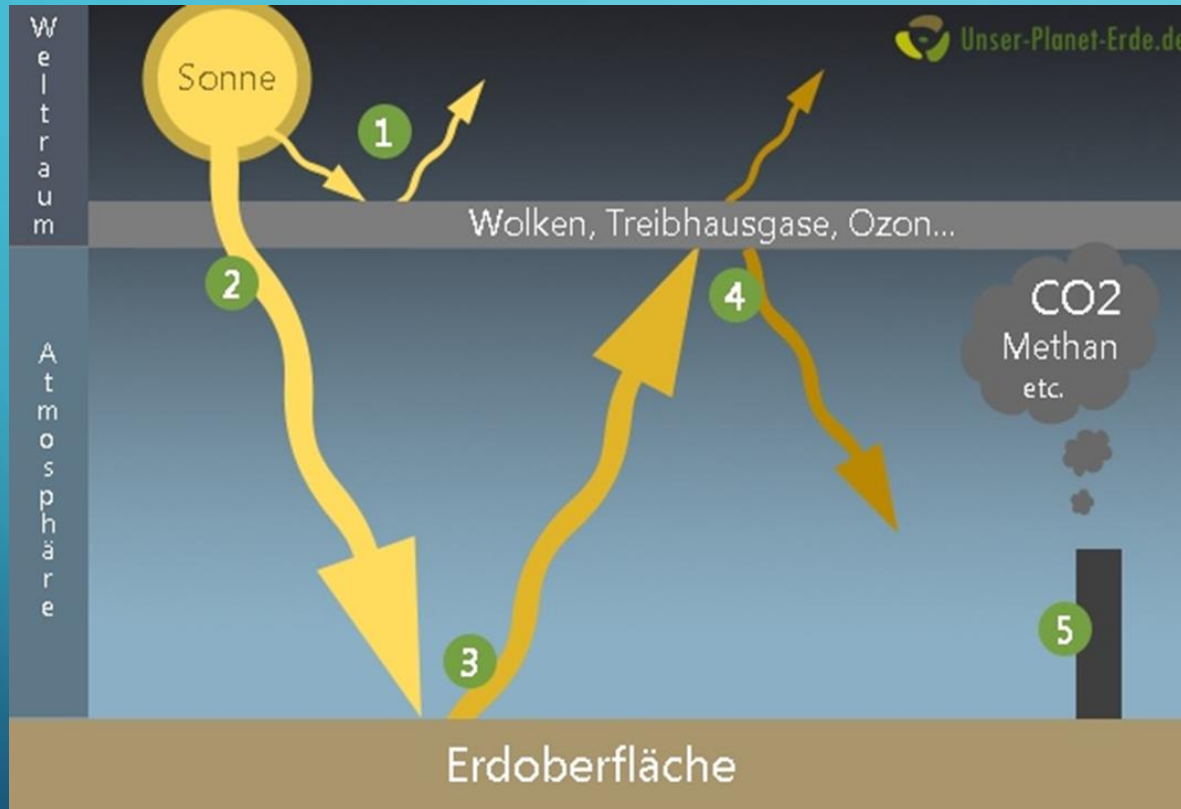 Weltraum
Sonne
Unser-Planet-Erde.de
1
Wolken, Treibhausgase, Ozon...
2
4
CO2
Methan
etc.
Atmosphäre
3
5
Erdoberfläche